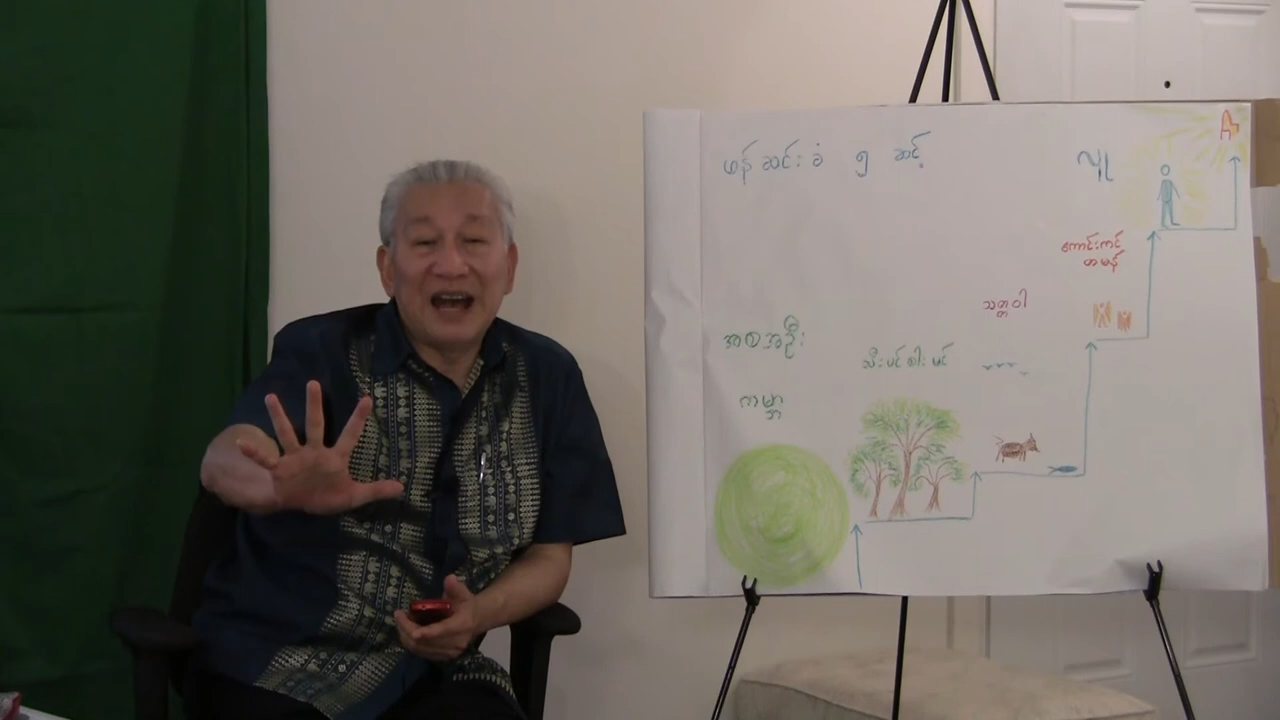 ဖန်ဆင်းခံ ၅ ဆင့်
လူ
A
ကောင်းကင်
တမန်
သတ္တဝါ
အစအဦး
သီးပင်စားပင်
ကမ္ဘာ